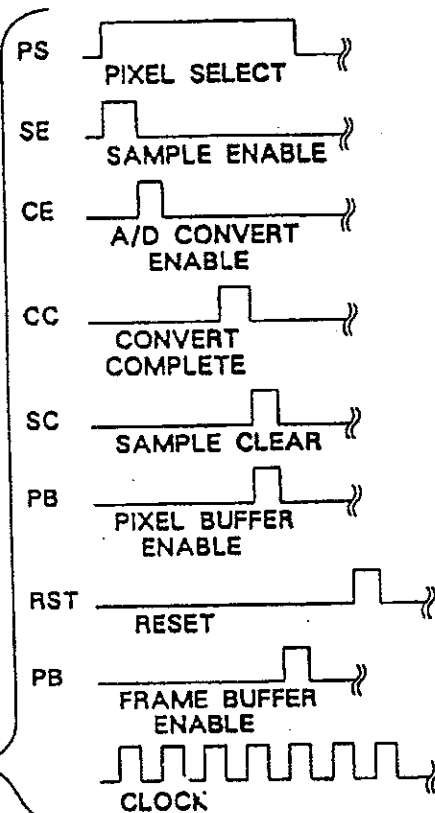 PS
PIXEL SELECT
SE
SAMPLE ENABLE
CE
A/D CONVERT
ENABLE
CC
CONVERT
COMPLETE
SC
SAMPLE CLEAR
PB
PIXEL BUFFER
ENABLE
RST
RESET
PB
FRAME BUFFER
ENABLE
CLOCK